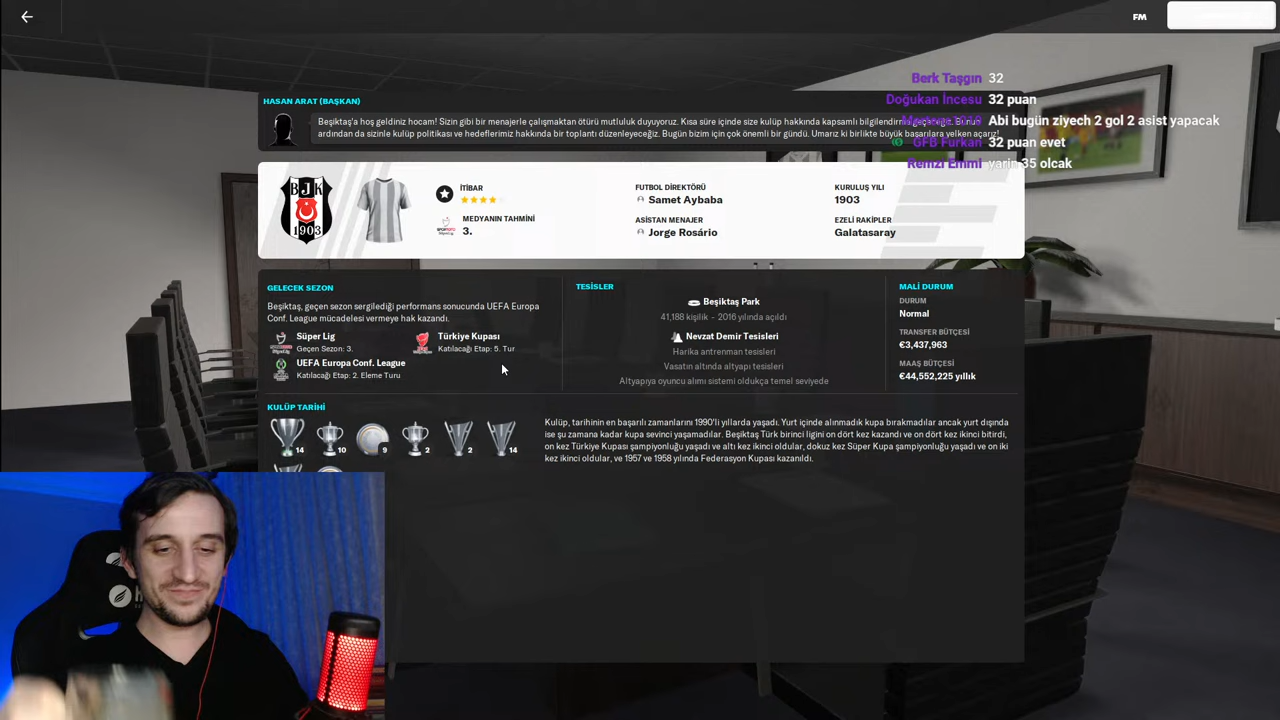 FM
Berk Taşgın 32
HASAN ARAT (BAŞKAN)
Doğukan İncesu 32 puan
Beşiktaş'a hoş geldiniz hocam! Sizin gibi bir menajerle çalışmaktan ötürü mutluluk duyuyoruz. Kısa süre içinde size kulüp hakkında kapsamlı bilgilendirme
Abi bugün ziyech 2 gol 2 asist yapacak
ardından da sizinle kulüp politikası ve hedeflerimiz hakkında bir toplantı düzenleyeceğiz. Bugün bizim için çok önemli bir gündü. Umarız ki birlikte büyük başarılara yelken açarız!
GFB Furkan 32 puan evet
Remzi Emmi yarin 35 olcak
BJK
1903
İTİBAR
MEDYANIN TAHMİNİ
3.
FUTBOL DİREKTÖRÜ
Samet Aybaba
ASİSTAN MENAJER
Jorge Rosário
KURULUŞ YILI
1903
EZELİ RAKİPLER
Galatasaray
GELECEK SEZON
Beşiktaş, geçen sezon sergilediği performans sonucunda UEFA Europa
Conf. League mücadelesi vermeye hak kazandı.
Süper Lig
Geçen Sezon: 3.
Türkiye Kupası
Katılacağı Etap: 5. Tur
UEFA Europa Conf. League
Katılacağı Etap: 2. Eleme Turu
TESİSLER
Beşiktaş Park
41,188 kişilik - 2016 yılında açıldı
Nevzat Demir Tesisleri
Harika antrenman tesisleri
Vasatın altında altyapı tesisleri
Altyapıya oyuncu alımı sistemi oldukça temel seviyede
MALİ DURUM
DURUM
Normal
TRANSFER BÜTÇESİ
€3,437,963
MAAŞ BÜTÇESİ
€44,552,225 yıllık
KULÜP TARİHİ
14 10 9 2 2 14
Kulüp, tarihinin en başarılı zamanlarını 1990'lı yıllarda yaşadı. Yurt içinde alınmadık kupa bırakmadılar ancak yurt dışında
ise şu zamana kadar kupa sevinci yaşamadılar. Beşiktaş Türk birinci ligini on dört kez kazandı ve on dört kez ikinci bitirdi,
on kez Türkiye Kupası şampiyonluğu yaşadı ve altı kez ikinci oldular, dokuz kez Süper Kupa şampiyonluğu yaşadı ve on iki
kez ikinci oldular, ve 1957 ve 1958 yılında Federasyon Kupası kazanıldı.